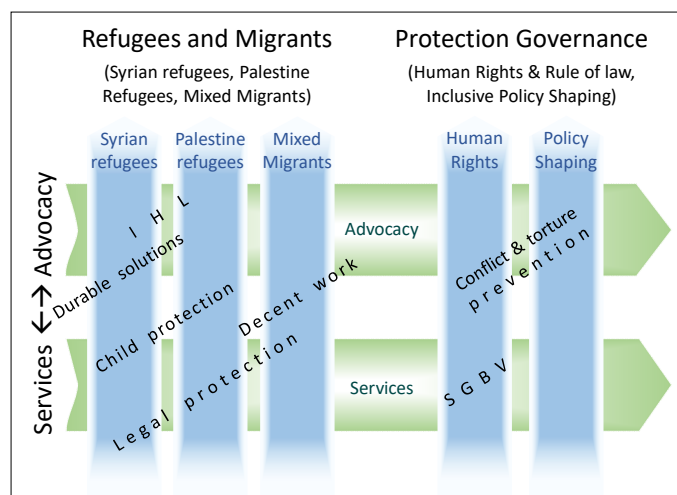 Refugees and Migrants
(Syrian refugees, Palestine
Refugees, Mixed Migrants)
Protection Governance
(Human Rights & Rule of law,
Inclusive Policy Shaping)
Syrian
refugees
Palestine
refugees
Mixed
Migrants
Human
Rights
Policy
Shaping
Services ←→ Advocacy
Advocacy
IHL
Durable solutions
Child protection
Decent work
Legal protection
Conflict & torture
prevention
Services
SGBV